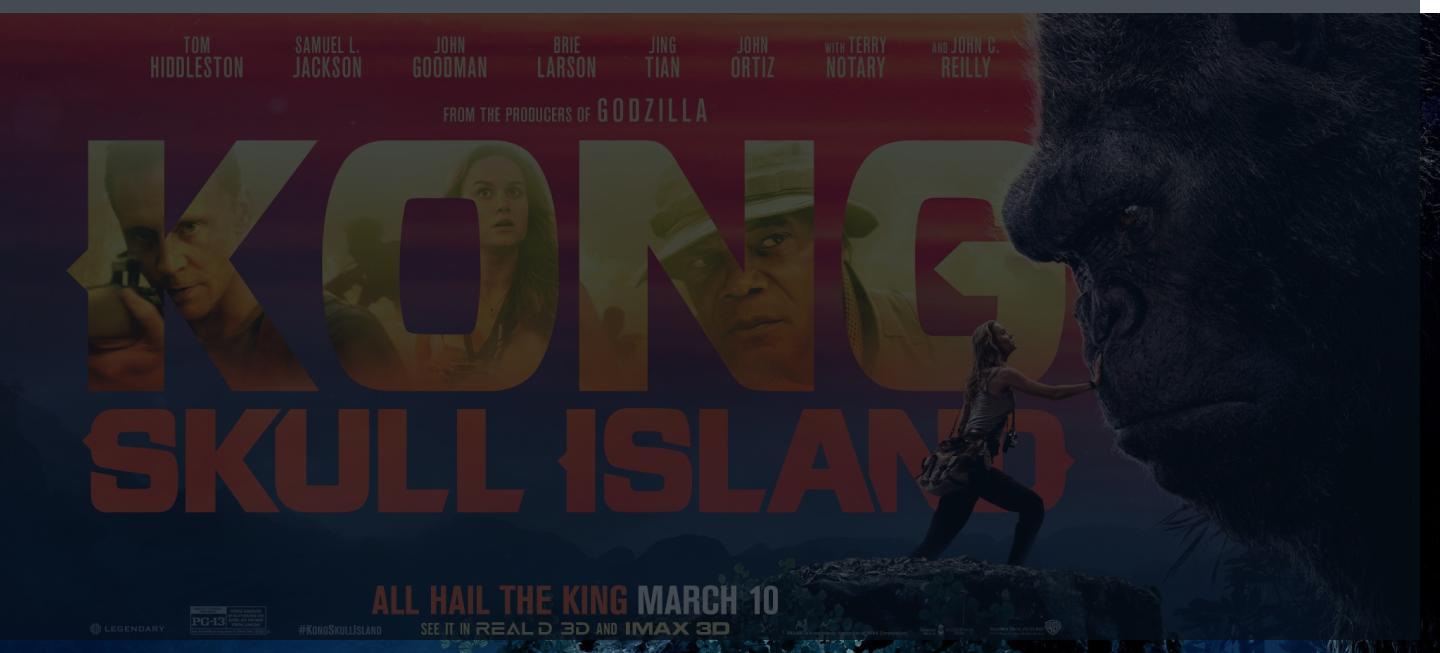 TOM
HIDDLESTON
SAMUEL L.
JACKSON
JOHN
GOODMAN
BRIE
LARSON
JING
TIAN
JOHN
ORTIZ
WITH TERRY
NOTARY
AND JOHN C.
REILLY
FROM THE PRODUCERS OF GODZILLA
KONG
SKULL ISLAND
ALL HAIL THE KING MARCH 10
LEGENDARY
PG-13
#KONGSKULLISLAND
SEE IT IN REAL D 3D AND IMAX 3D